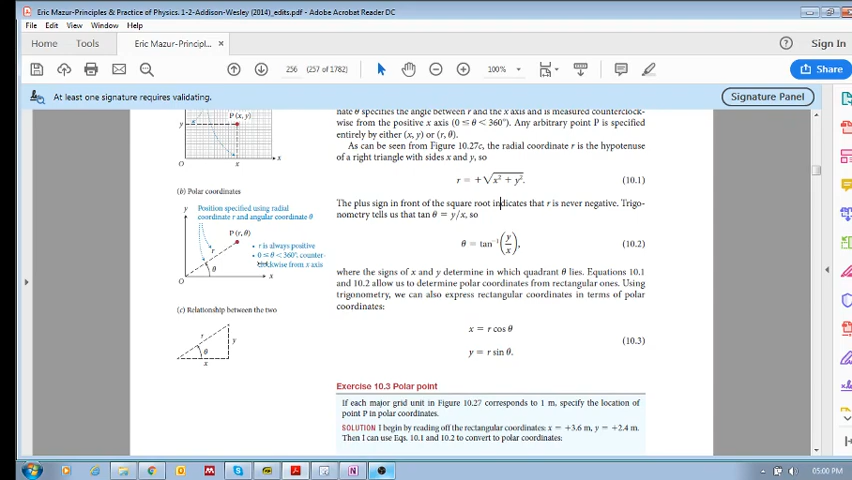 Eric Mazur-Principles & Practice of Physics. 1-2-Addison-Wesley (2014)_edits.pdf - Adobe Acrobat Reader DC
File Edit View Window Help
Home Tools Eric Mazur-Principl... × Sign In
256 (257 of 1782) 100% Share
At least one signature requires validating. Signature Panel
P (x, y)
y
O x x
(b) Polar coordinates
y Position specified using radial
coordinate r and angular coordinate θ
P (r, θ)
r
• r is always positive
• 0 ≤ θ < 360°, counter-
clockwise from x axis
θ
O x
(c) Relationship between the two
r y
θ
x
nate θ specifies the angle between r and the x axis and is measured counterclock-
wise from the positive x axis (0 ≤ θ < 360°). Any arbitrary point P is specified
entirely by either (x, y) or (r, θ).
As can be seen from Figure 10.27c, the radial coordinate r is the hypotenuse
of a right triangle with sides x and y, so
r = +√x² + y². (10.1)
The plus sign in front of the square root indicates that r is never negative. Trigo-
nometry tells us that tan θ = y/x, so
θ = tan⁻¹(y/x), (10.2)
where the signs of x and y determine in which quadrant θ lies. Equations 10.1
and 10.2 allow us to determine polar coordinates from rectangular ones. Using
trigonometry, we can also express rectangular coordinates in terms of polar
coordinates:
x = r cos θ
(10.3)
y = r sin θ.
Exercise 10.3 Polar point
If each major grid unit in Figure 10.27 corresponds to 1 m, specify the location of
point P in polar coordinates.
SOLUTION I begin by reading off the rectangular coordinates: x = +3.6 m, y = +2.4 m.
Then I can use Eqs. 10.1 and 10.2 to convert to polar coordinates:
05:00 PM